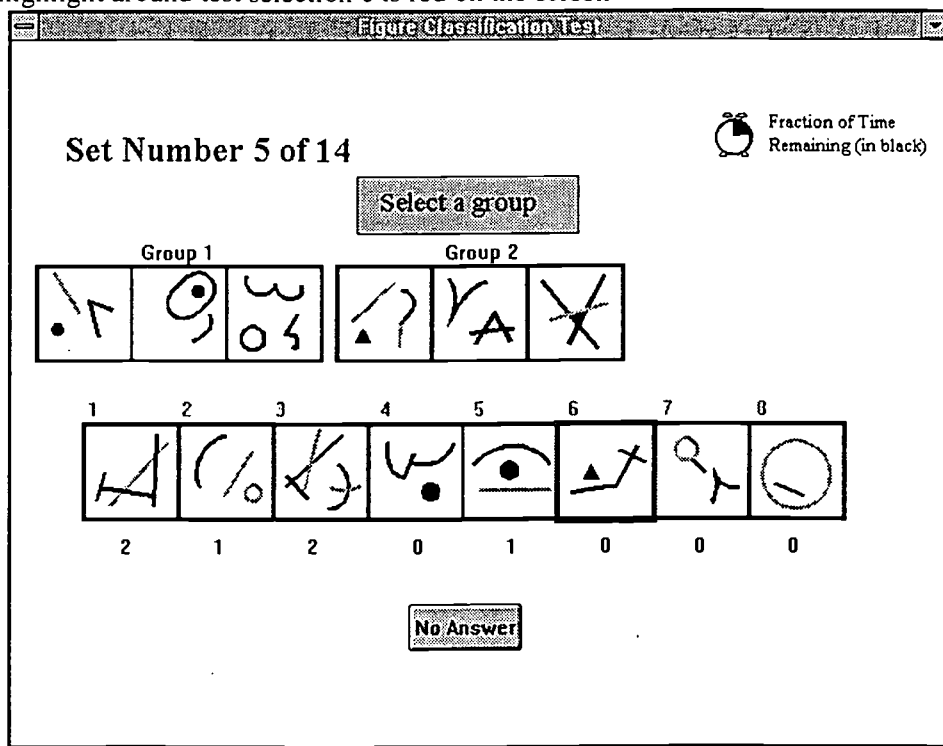 highlight around test selection 6 is red on the screen
Figure Classification Test
Fraction of Time
Remaining (in black)
Set Number 5 of 14
Select a group
Group 1 Group 2
1 2 3 4 5 6 7 8
2 1 2 0 1 0 0 0
No Answer